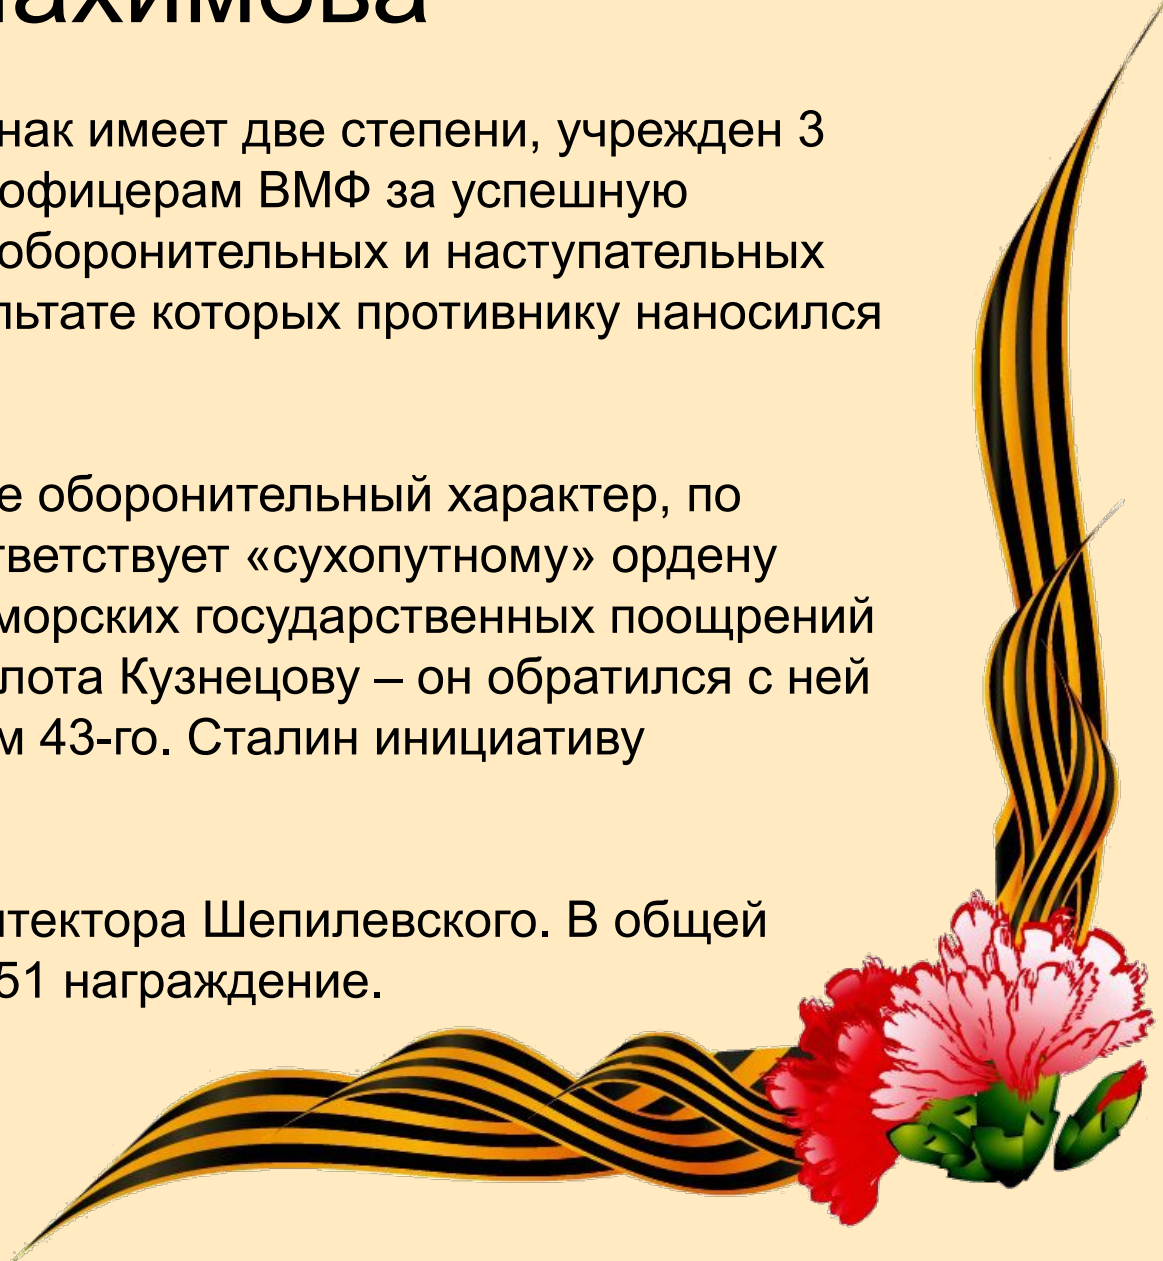 ахимова
нак имеет две степени, учрежден 3
офицерам ВМФ за успешную
оборонительных и наступательных
льтате которых противнику наносился
е оборонительный характер, по
тветствует «сухопутному» ордену
морских государственных поощрений
лота Кузнецову – он обратился с ней
м 43-го. Сталин инициативу
итектора Шепилевского. В общей
51 награждение.